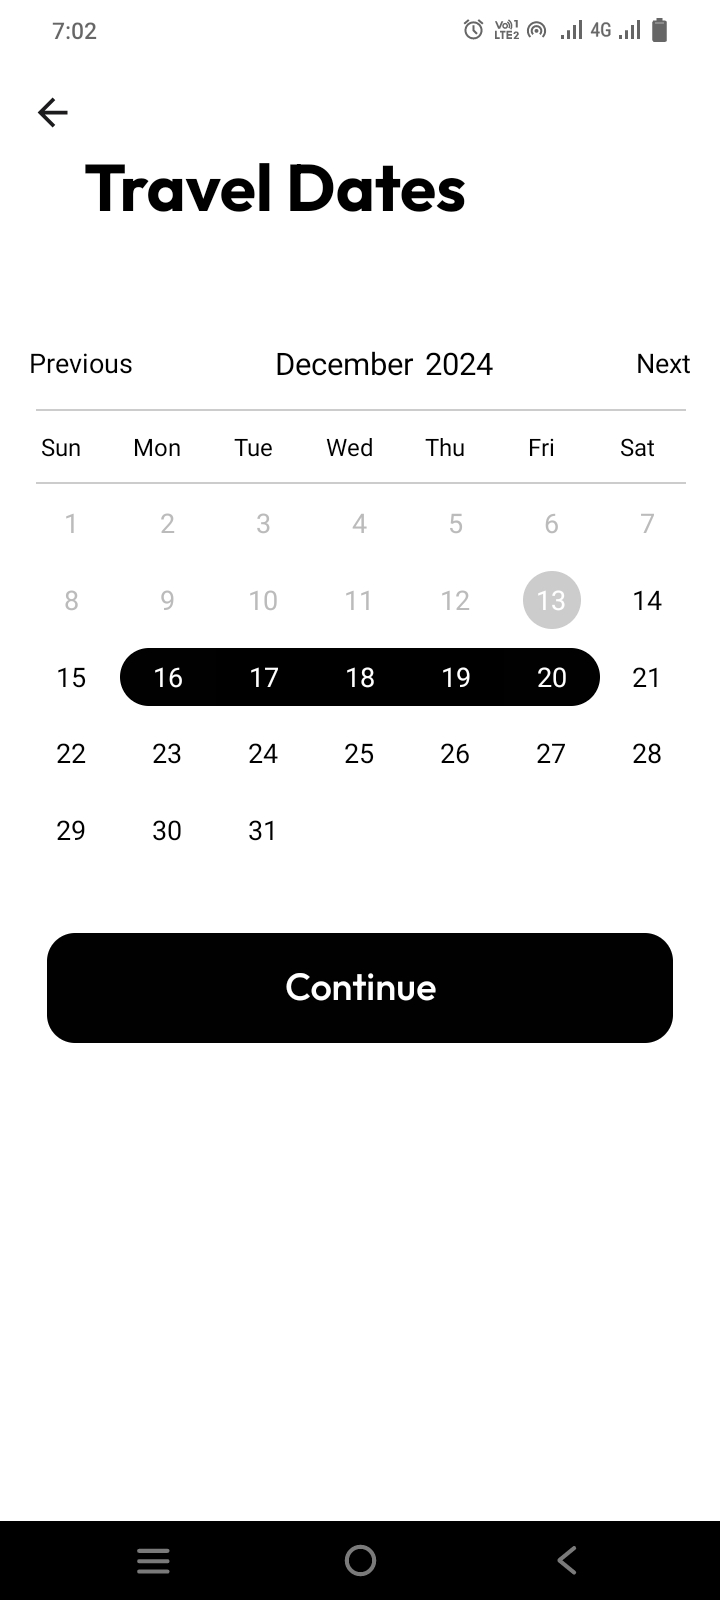 7:02 Vo))1 LTE2 4G
Travel Dates
Previous December 2024 Next
Sun Mon Tue Wed Thu Fri Sat
1 2 3 4 5 6 7
8 9 10 11 12 13 14
15 16 17 18 19 20 21
22 23 24 25 26 27 28
29 30 31
Continue